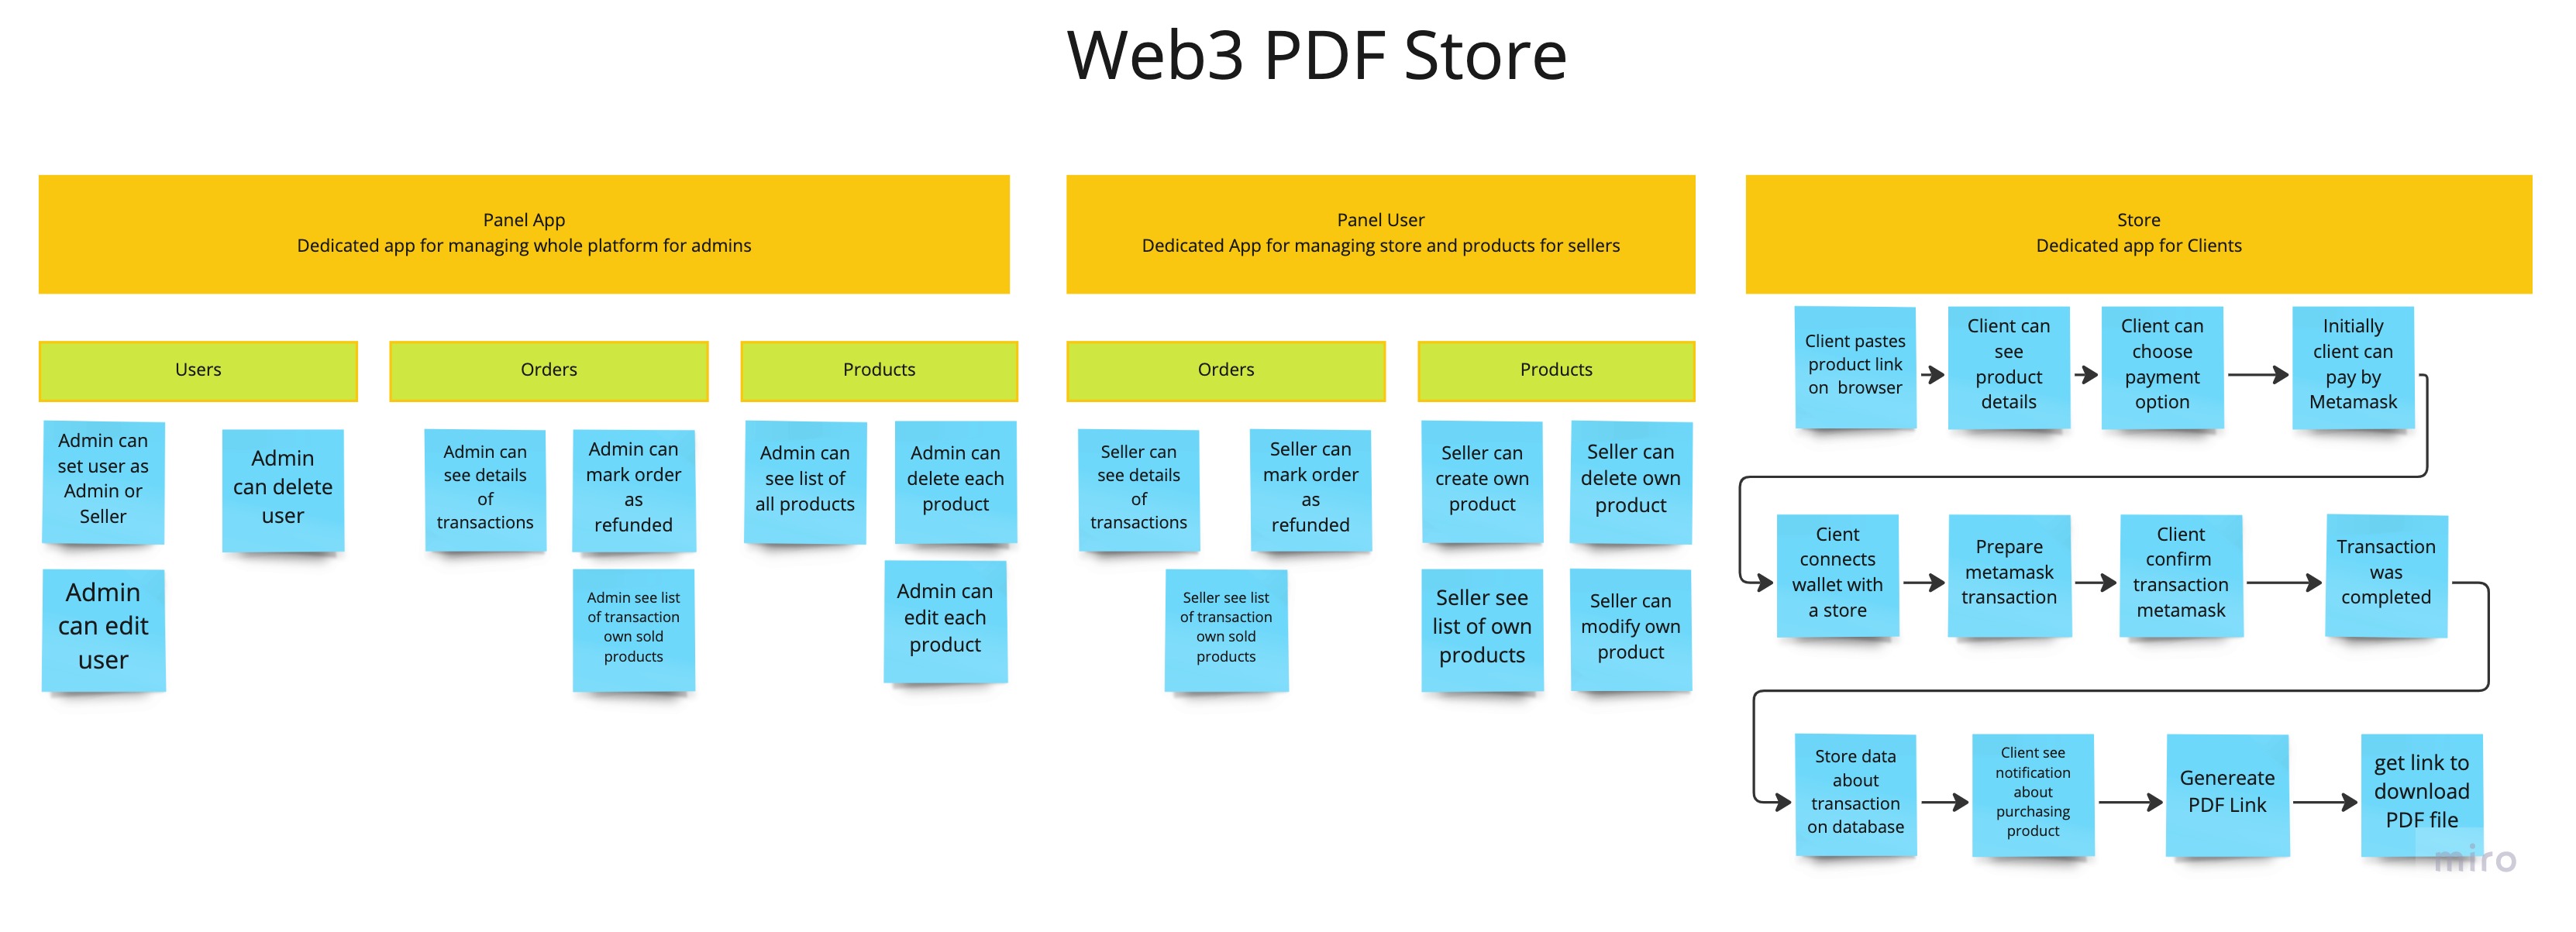 Web3 PDF Store
Panel App
Dedicated app for managing whole platform for admins
Users
Admin can
set user as
Admin or
Seller
Admin
can delete
user
Admin
can edit
user
Orders
Admin can
see details
of
transactions
Admin can
mark order
as
refunded
Admin see list
of transaction
own sold
products
Products
Admin can
see list of
all products
Admin can
delete each
product
Admin can
edit each
product
Panel User
Dedicated App for managing store and products for sellers
Orders
Seller can
see details
of
transactions
Seller can
mark order
as
refunded
Seller see list
of transaction
own sold
products
Products
Seller can
create own
product
Seller can
delete own
product
Seller see
list of own
products
Seller can
modify own
product
Store
Dedicated app for Clients
Client pastes
product link
on browser
Client can
see
product
details
Client can
choose
payment
option
Initially
client can
pay by
Metamask
Cient
connects
wallet with
a store
Prepare
metamask
transaction
Client
confirm
transaction
metamask
Transaction
was
completed
Store data
about
transaction
on database
Client see
notification
about
purchasing
product
Genereate
PDF Link
get link to
download
PDF file
miro